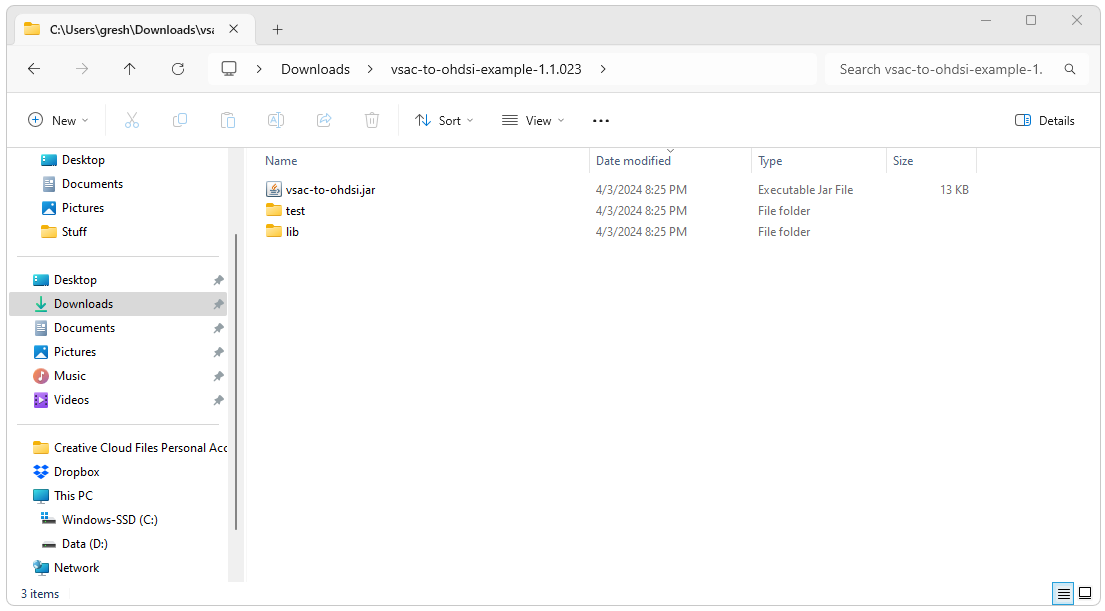 C:\Users\gresh\Downloads\vsa
Downloads > vsac-to-ohdsi-example-1.1.023 >
Search vsac-to-ohdsi-example-1.
New Sort View ... Details
Desktop
Documents
Pictures
Stuff
Desktop
Downloads
Documents
Pictures
Music
Videos
Creative Cloud Files Personal Acc
Dropbox
This PC
Windows-SSD (C:)
Data (D:)
Network
Name Date modified Type Size
vsac-to-ohdsi.jar 4/3/2024 8:25 PM Executable Jar File 13 KB
test 4/3/2024 8:25 PM File folder
lib 4/3/2024 8:25 PM File folder
3 items